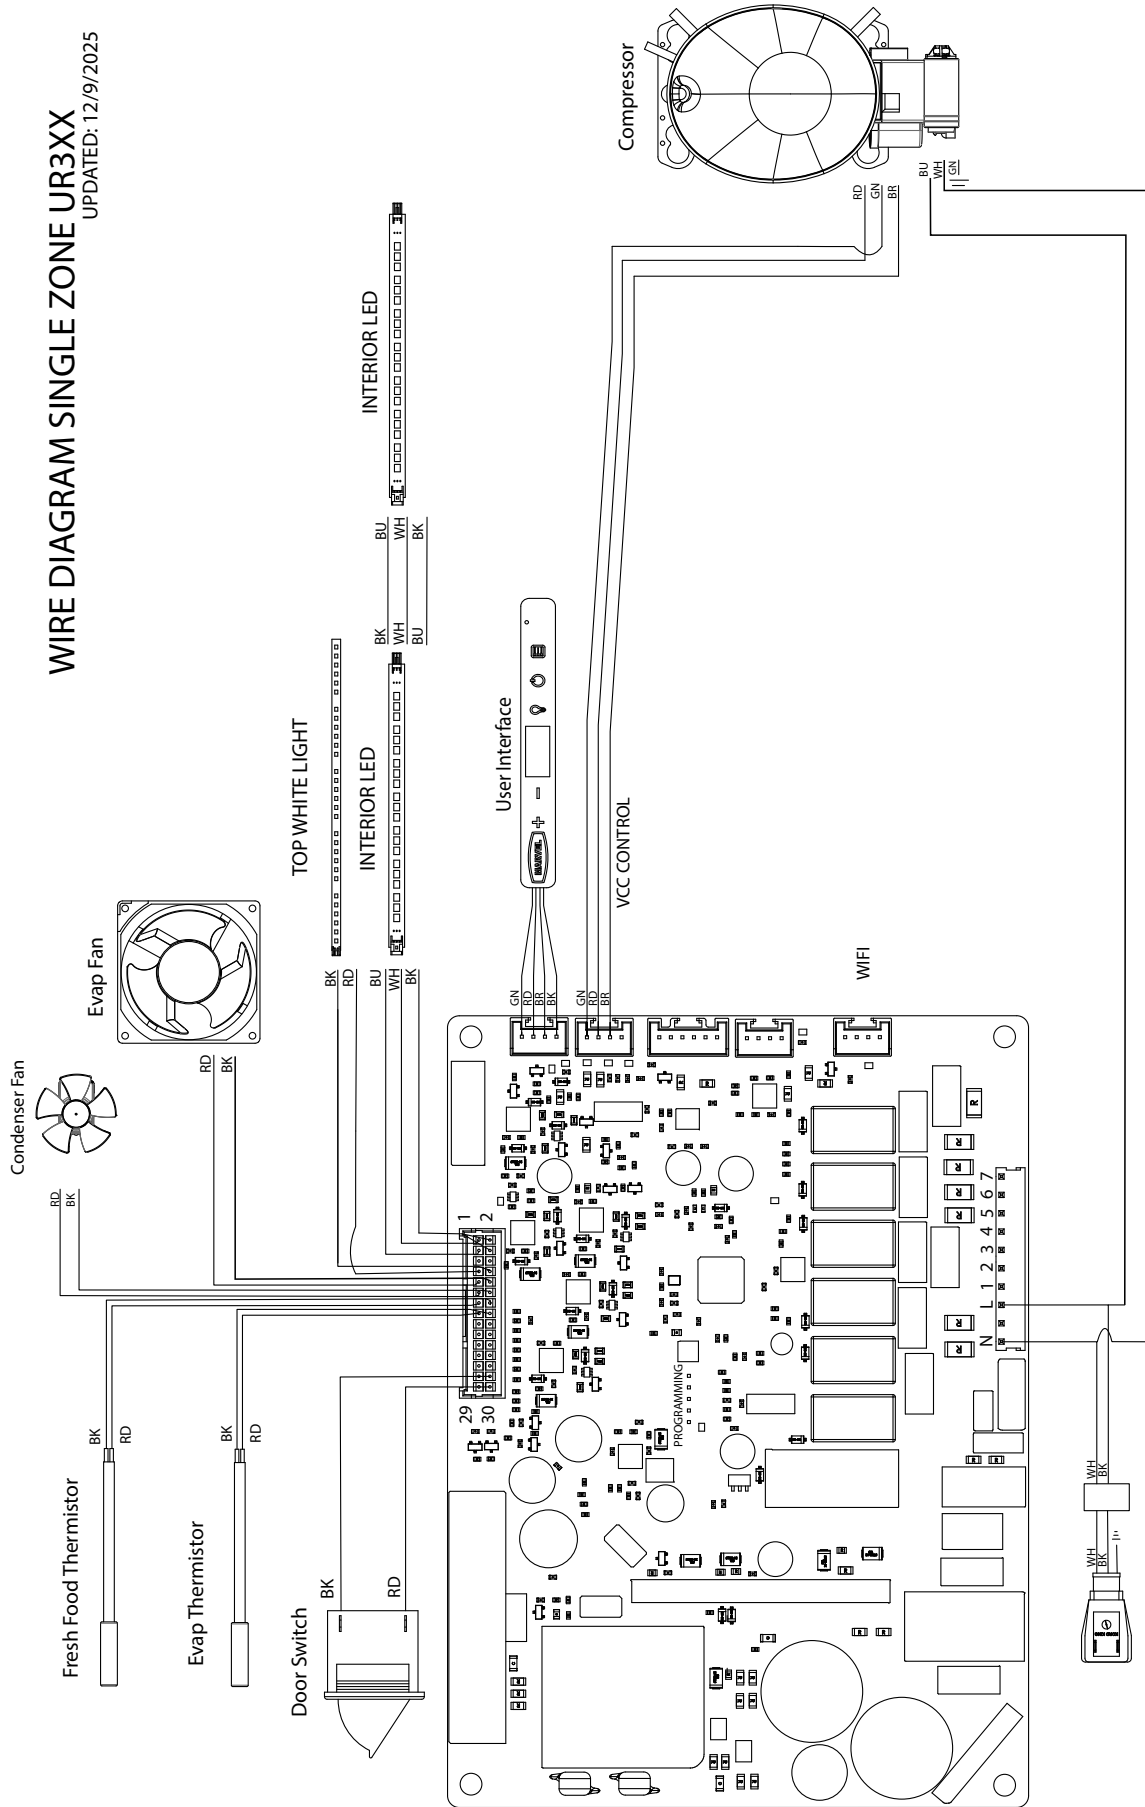 WIRE DIAGRAM SINGLE ZONE UR3XX
UPDATED: 12/9/2025
Condenser Fan
RD
BK
Evap Fan
RD
BK
TOP WHITE LIGHT
BK
RD
INTERIOR LED
BU
WH
BK
BK
WH
BU
INTERIOR LED
BU
WH
BK
Fresh Food Thermistor
BK
RD
Evap Thermistor
BK
RD
Door Switch
BK
RD
29
30
1
2
User Interface
MARVEL
GN
RD
BR
BK
GN
RD
BR
VCC CONTROL
WIFI
Compressor
RD
GN
BR
BU
WH
GN
PROGRAMMING
N
L
1
2
3
4
5
6
7
WH
BK
WH
BK